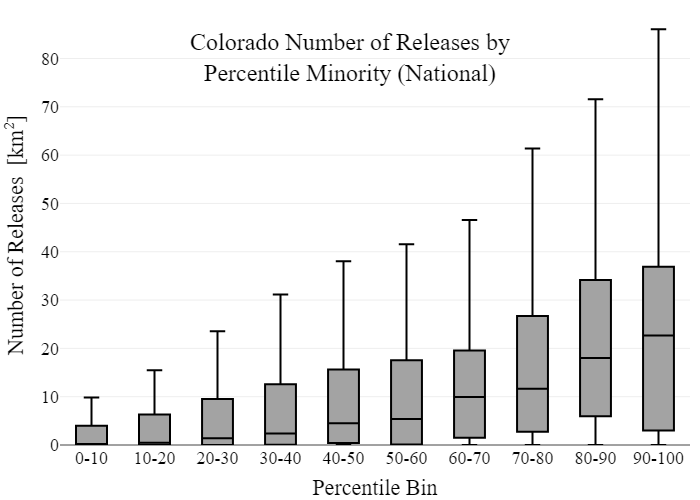 Colorado Number of Releases by
Percentile Minority (National)
Number of Releases [km²]
80
70
60
50
40
30
20
10
0
0-10 10-20 20-30 30-40 40-50 50-60 60-70 70-80 80-90 90-100
Percentile Bin